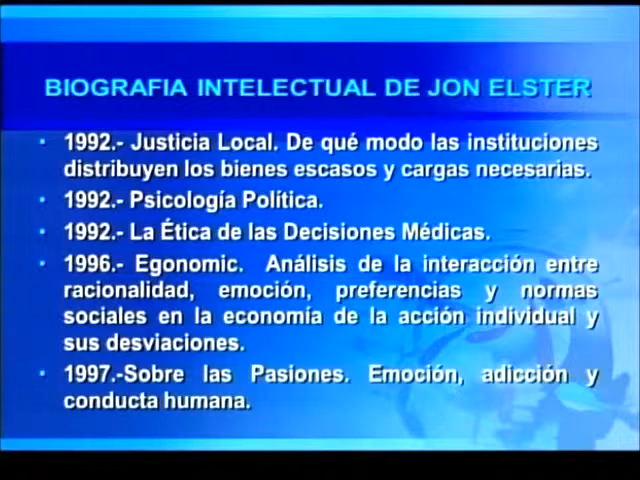 BIOGRAFIA INTELECTUAL DE JON ELSTER
• 1992.- Justicia Local. De qué modo las instituciones
distribuyen los bienes escasos y cargas necesarias.
• 1992.- Psicología Política.
• 1992.- La Ética de las Decisiones Médicas.
• 1996.- Egonomic. Análisis de la interacción entre
racionalidad, emoción, preferencias y normas
sociales en la economía de la acción individual y
sus desviaciones.
• 1997.-Sobre las Pasiones. Emoción, adicción y
conducta humana.